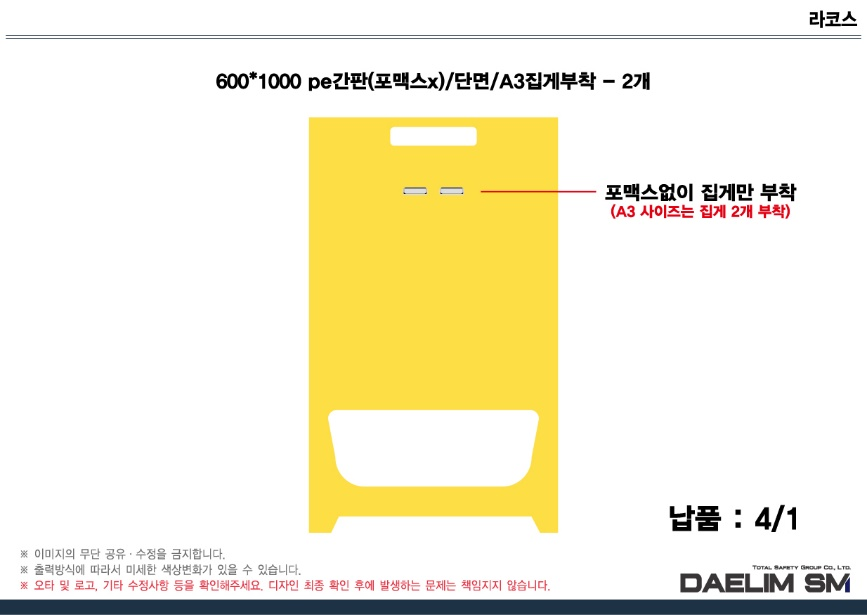 라코스
600*1000 pe간판(포맥스x)/단면/A3집게부착 - 2개
포맥스없이 집게만 부착
(A3 사이즈는 집게 2개 부착)
납품 : 4/1
※ 이미지의 무단 공유 · 수정을 금지합니다.
※ 출력방식에 따라서 미세한 색상변화가 있을 수 있습니다.
※ 오타 및 로고, 기타 수정사항 등을 확인해주세요. 디자인 최종 확인 후에 발생하는 문제는 책임지지 않습니다.
TOTAL SAFETY GROUP CO., LTD.
DAELIM SM